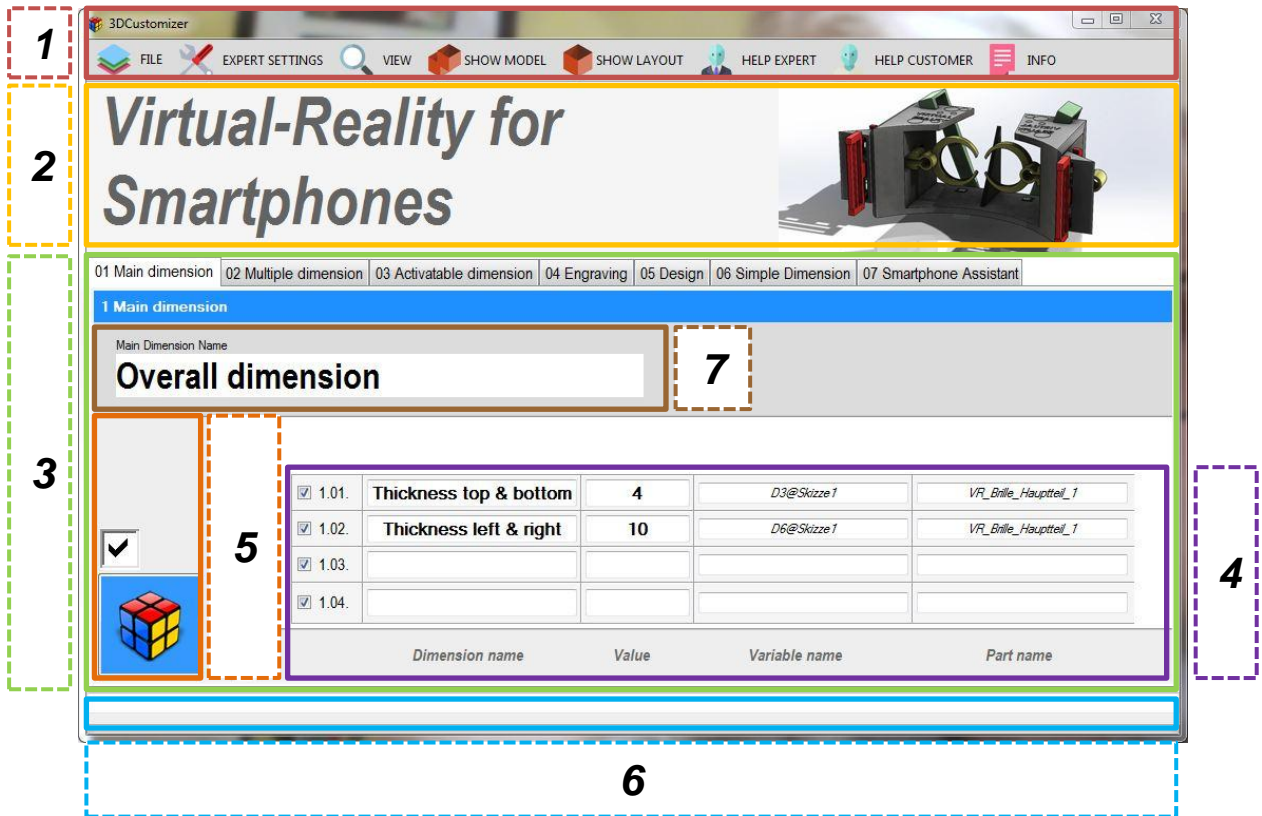 3DCustomizer
1
FILE EXPERT SETTINGS VIEW SHOW MODEL SHOW LAYOUT HELP EXPERT HELP CUSTOMER INFO
2
Virtual-Reality for
Smartphones
01 Main dimension 02 Multiple dimension 03 Activatable dimension 04 Engraving 05 Design 06 Simple Dimension 07 Smartphone Assistant
1 Main dimension
Main Dimension Name
Overall dimension
7
3
1.01. Thickness top & bottom 4 D3@Skizze1 VR_Brille_Hauptteil_1
1.02. Thickness left & right 10 D6@Skizze1 VR_Brille_Hauptteil_1
5
1.03.
4
1.04.
Dimension name Value Variable name Part name
6